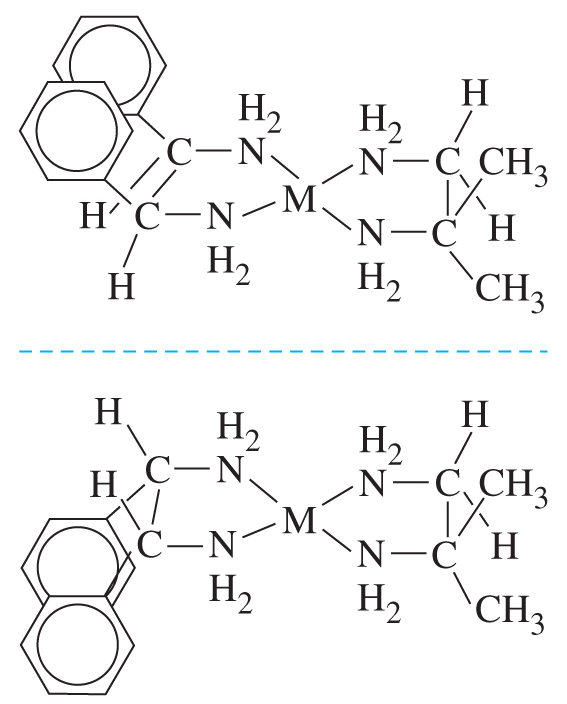 H
H₂ H₂
C N N C CH₃
M
H C N N C H
H₂ H₂
H CH₃
H H
H₂ H₂
H C N N C CH₃
M
C N N C H
H₂ H₂
CH₃